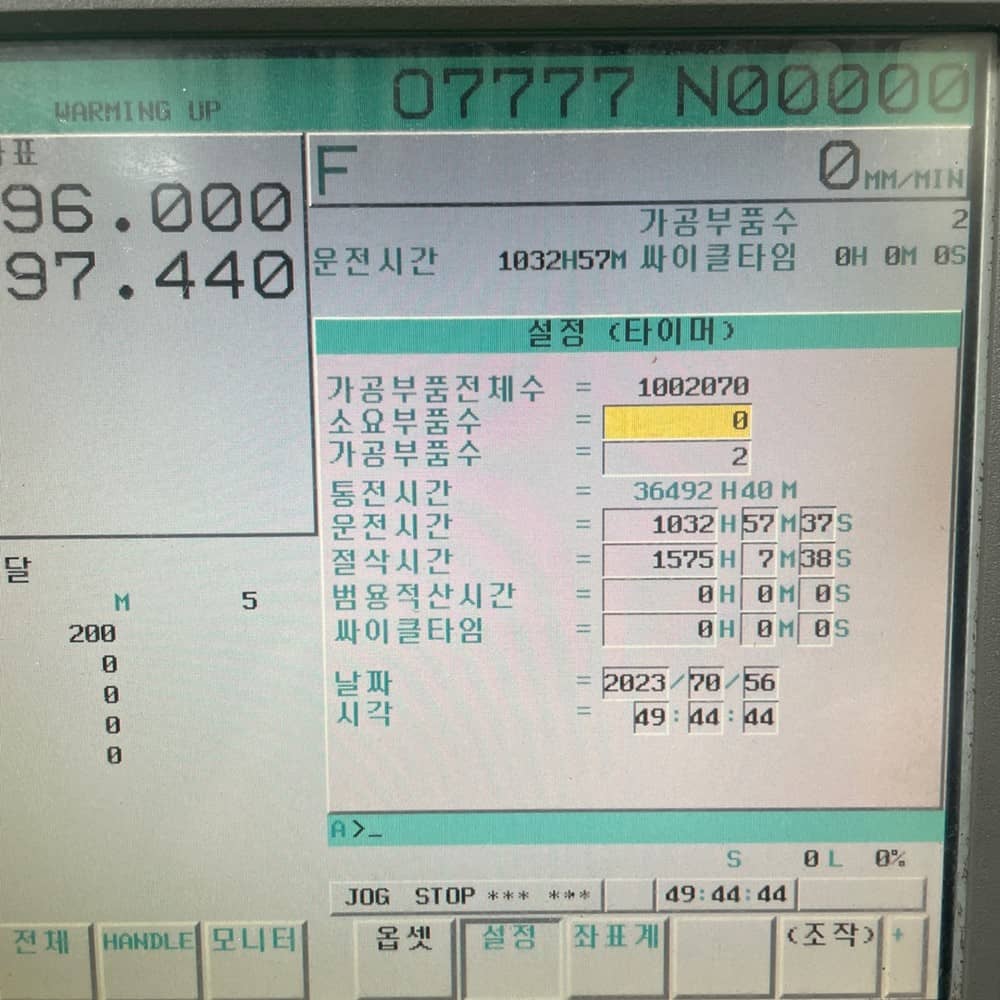 WARMING UP O7777 N00000
표
96.000
97.440
F 0 MM/MIN
가공부품수 2
운전시간 1032H57M 싸이클타임 0H 0M 0S
설정 (타이머)
가공부품전체수 = 1002070
소요부품수 = 0
가공부품수 = 2
통전시간 = 36492 H 40 M
운전시간 = 1032 H 57 M 37 S
절삭시간 = 1575 H 7 M 38 S
범용적산시간 = 0 H 0 M 0 S
싸이클타임 = 0 H 0 M 0 S
날짜 = 2023/70/56
시각 = 49:44:44
달
M 5
200
0
0
0
0
A>_
S 0 L 0%
JOG STOP *** *** 49:44:44
전체 HANDLE 모니터 옵셋 설정 좌표계 (조작) +